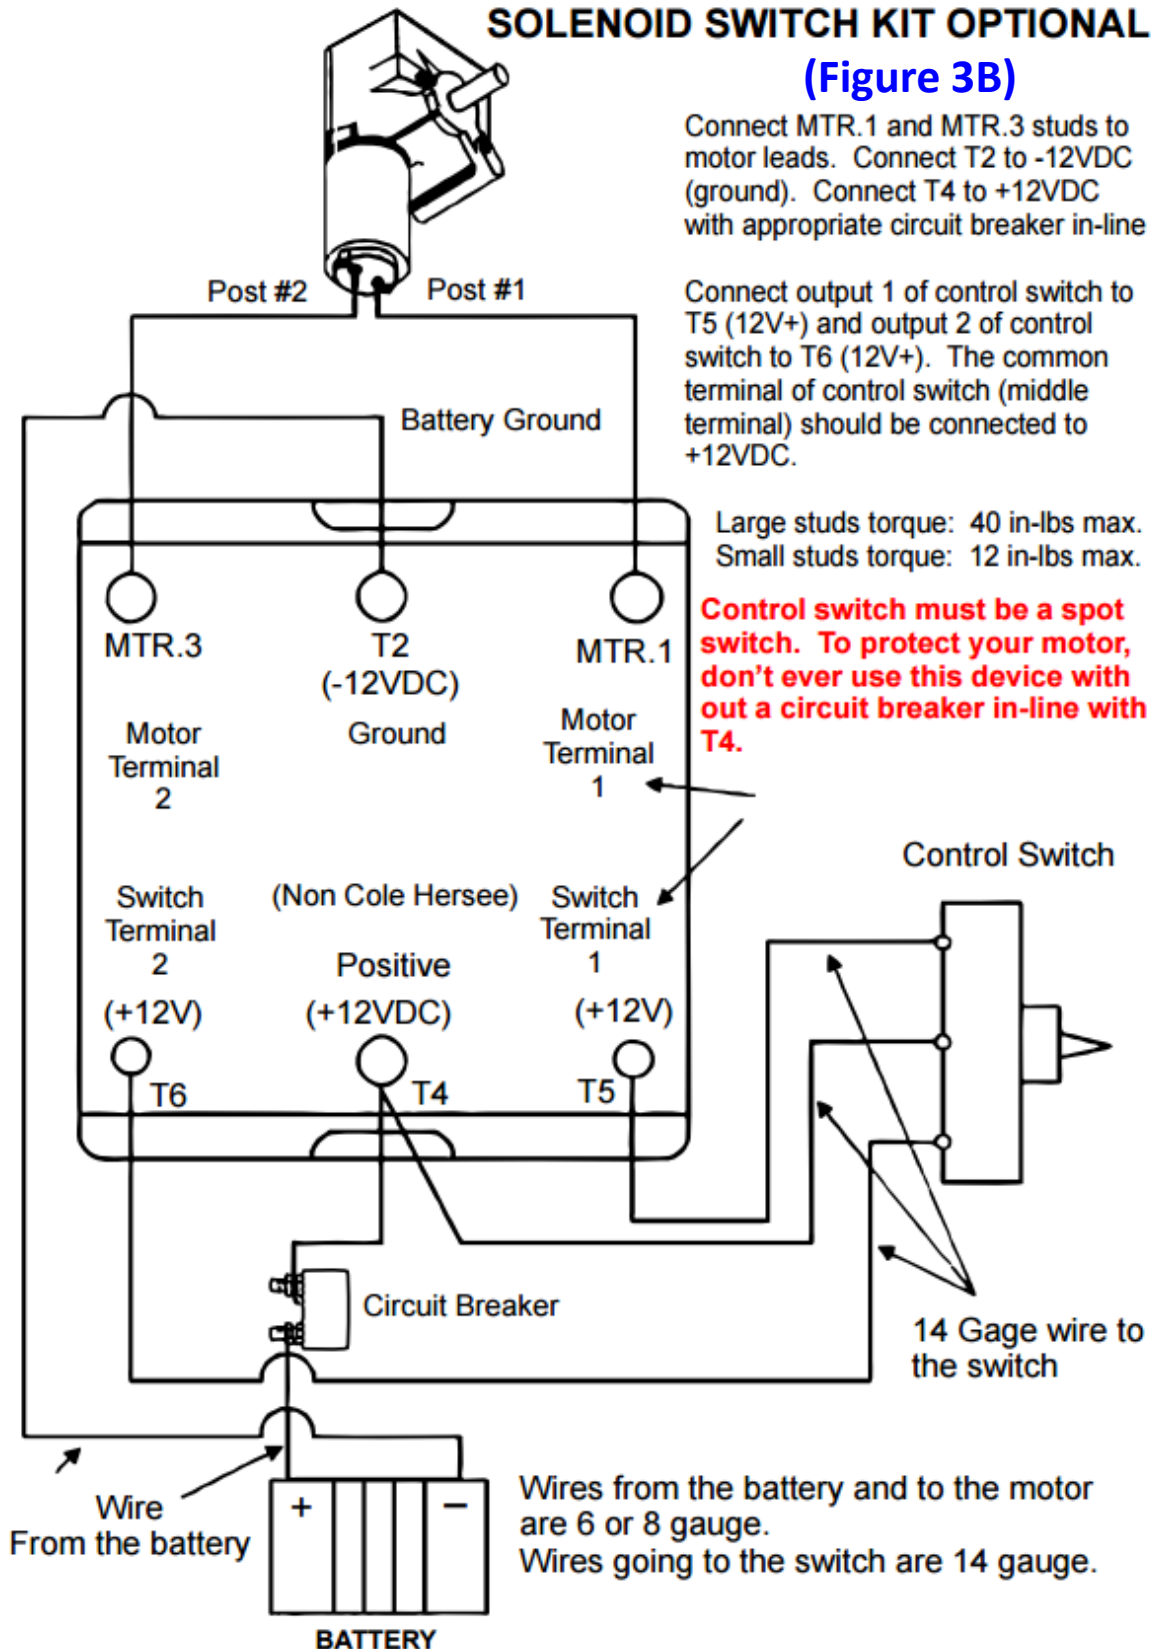 SOLENOID SWITCH KIT OPTIONAL
(Figure 3B)
Connect MTR.1 and MTR.3 studs to
motor leads.  Connect T2 to -12VDC
(ground).  Connect T4 to +12VDC
with appropriate circuit breaker in-line
Post #2
Post #1
Connect output 1 of control switch to
T5 (12V+) and output 2 of control
switch to T6 (12V+).  The common
terminal of control switch (middle
terminal) should be connected to
+12VDC.
Battery Ground
Large studs torque:  40 in-lbs max.
Small studs torque:  12 in-lbs max.
Control switch must be a spot
switch.  To protect your motor,
don't ever use this device with
out a circuit breaker in-line with
T4.
MTR.3
T2
(-12VDC)
MTR.1
Motor
Terminal
2
Ground
Motor
Terminal
1
Control Switch
Switch
Terminal
2
(+12V)
(Non Cole Hersee)
Positive
(+12VDC)
Switch
Terminal
1
(+12V)
T6
T4
T5
Circuit Breaker
14 Gage wire to
the switch
Wire
From the battery
+
−
Wires from the battery and to the motor
are 6 or 8 gauge.
Wires going to the switch are 14 gauge.
BATTERY